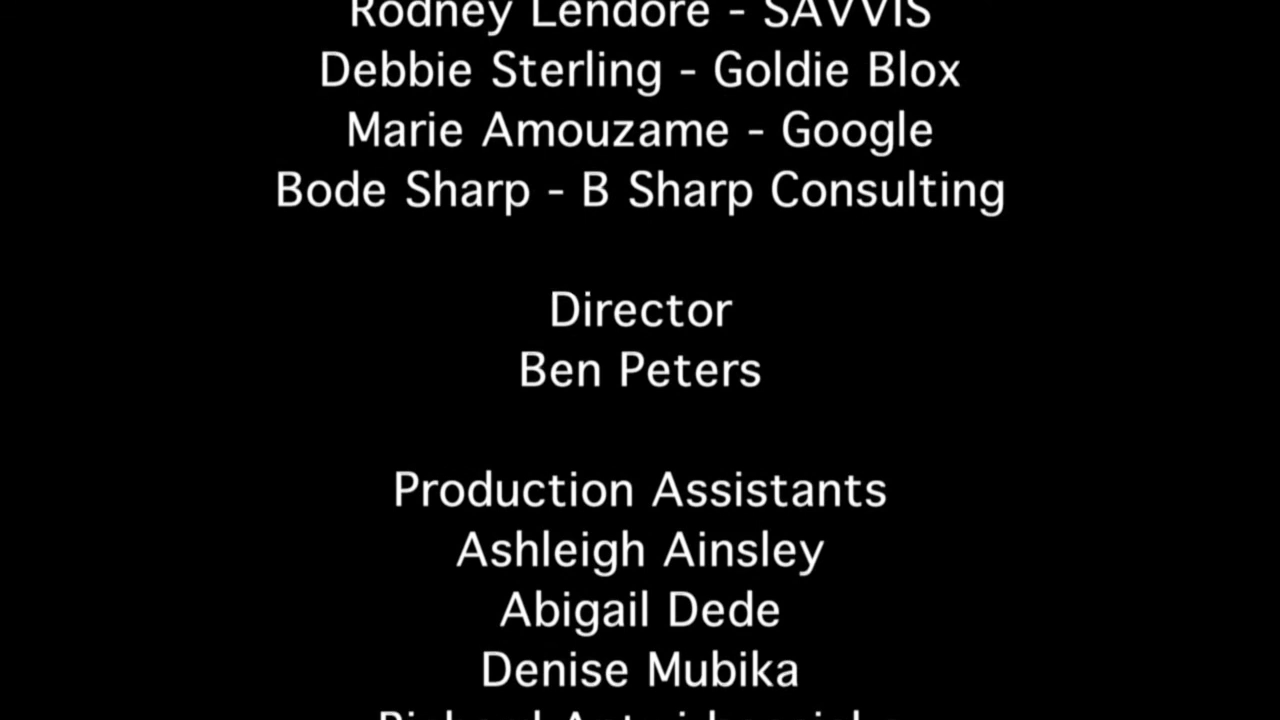 Rodney Lendore - SAVVIS
Debbie Sterling - Goldie Blox
Marie Amouzame - Google
Bode Sharp - B Sharp Consulting
Director
Ben Peters
Production Assistants
Ashleigh Ainsley
Abigail Dede
Denise Mubika